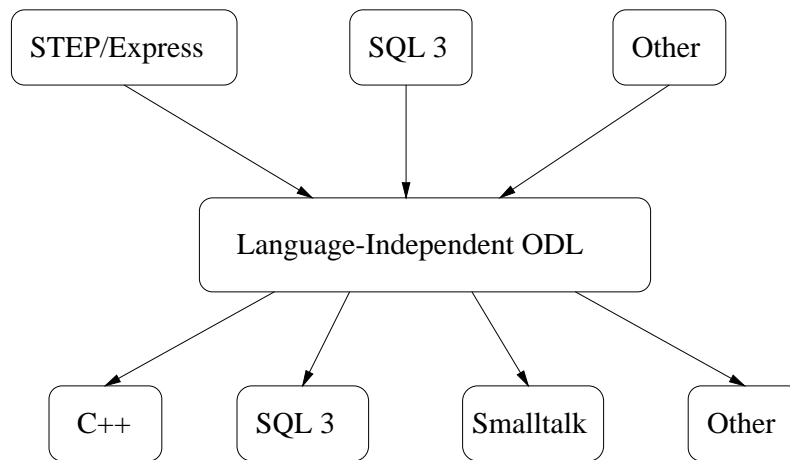 STEP/Express
SQL 3
Other
Language-Independent ODL
C++
SQL 3
Smalltalk
Other